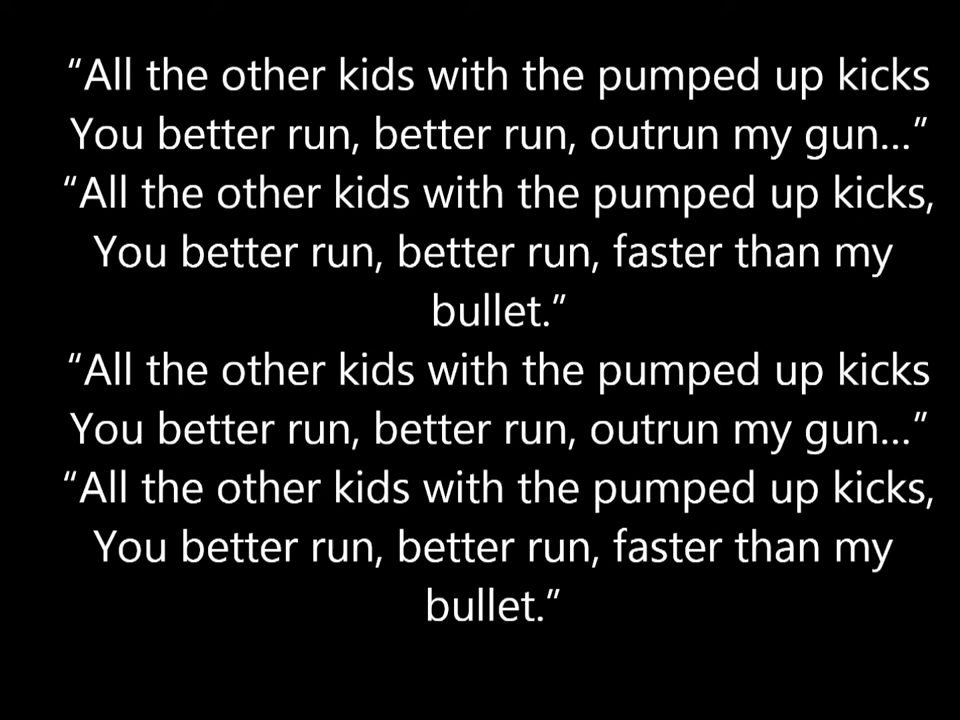 “All the other kids with the pumped up kicks
You better run, better run, outrun my gun...”
“All the other kids with the pumped up kicks,
You better run, better run, faster than my
bullet.”
“All the other kids with the pumped up kicks
You better run, better run, outrun my gun...”
“All the other kids with the pumped up kicks,
You better run, better run, faster than my
bullet.”